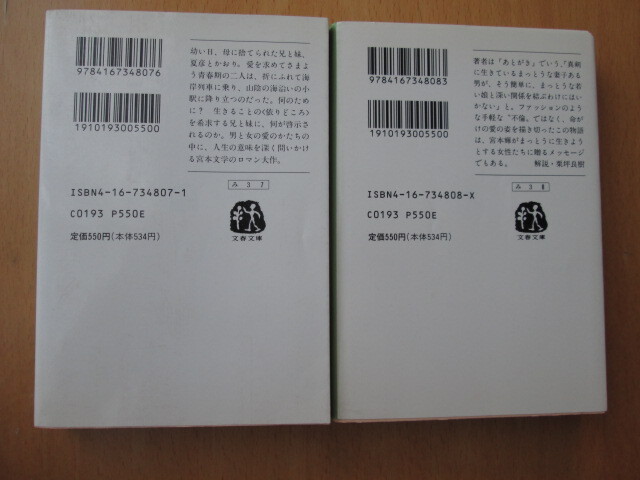 9784167348076
1910193005500
幼い日、母に捨てられた兄と妹、
夏彦とかおり。愛を求めてさまよ
う青春期の二人は、折にふれて海
岸列車に乗り、山陰の海沿いの小
駅に降り立つのだった。何のため
に？ 生きることの〈依りどころ〉
を希求する兄と妹に、何が啓示さ
れるのか。男と女の愛のかたちの
中に、人生の意味を深く問いかけ
る宮本文学のロマン大作。
ISBN4-16-734807-1
C0193 P550E
定価550円(本体534円)
み 3 7
文春文庫
9784167348083
1910193005500
著者は「あとがき」でいう、「真剣
に生きているまっとうな妻子ある
男が、そう簡単に、まっとうな若
い娘と深い関係を結ぶわけにはい
かない」と。ファッションのよう
な手軽な〝不倫〟ではなく、命が
けの愛の姿を描き切ったこの物語
は、宮本輝がまっとうに生きよう
とする女性たちに贈るメッセージ
でもある。 解説・栗坪良樹
ISBN4-16-734808-X
C0193 P550E
定価550円(本体534円)
み 3 8
文春文庫